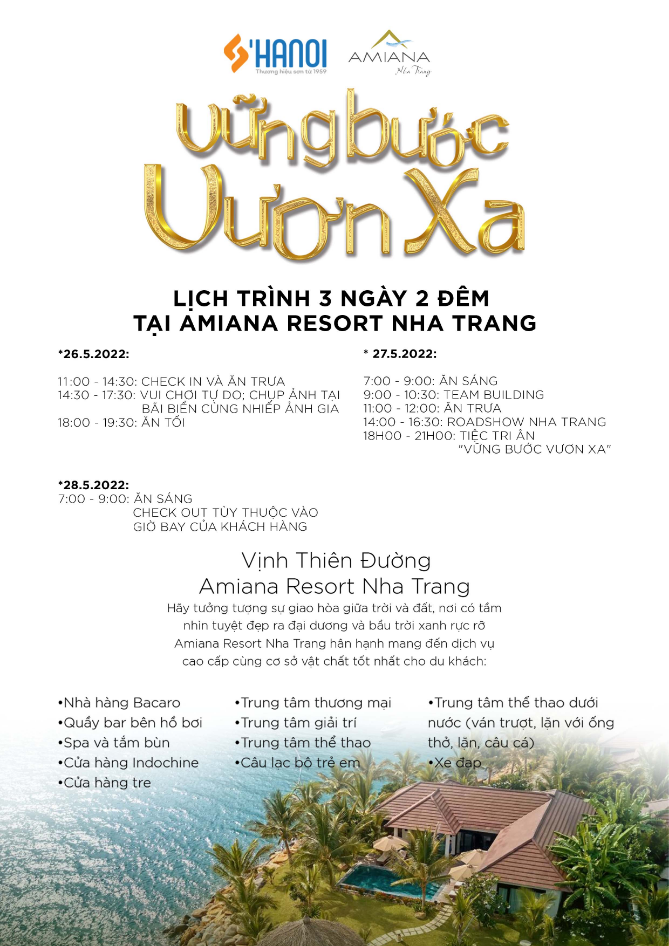 S'HANOI
Thương hiệu sơn từ 1959
AMIANA
Nha Trang
Vững bước
Vươn Xa
LỊCH TRÌNH 3 NGÀY 2 ĐÊM
TẠI AMIANA RESORT NHA TRANG
*26.5.2022:
11:00 - 14:30: CHECK IN VÀ ĂN TRƯA
14:30 - 17:30: VUI CHƠI TỰ DO; CHỤP ẢNH TẠI
BÃI BIỂN CÙNG NHIẾP ẢNH GIA
18:00 - 19:30: ĂN TỐI
* 27.5.2022:
7:00 - 9:00: ĂN SÁNG
9:00 - 10:30: TEAM BUILDING
11:00 - 12:00: ĂN TRƯA
14:00 - 16:30: ROADSHOW NHA TRANG
18H00 - 21H00: TIỆC TRI ÂN
"VỮNG BƯỚC VƯƠN XA"
*28.5.2022:
7:00 - 9:00: ĂN SÁNG
CHECK OUT TÙY THUỘC VÀO
GIỜ BAY CỦA KHÁCH HÀNG
Vịnh Thiên Đường
Amiana Resort Nha Trang
Hãy tưởng tượng sự giao hòa giữa trời và đất, nơi có tầm
nhìn tuyệt đẹp ra đại dương và bầu trời xanh rực rỡ
Amiana Resort Nha Trang hân hạnh mang đến dịch vụ
cao cấp cùng cơ sở vật chất tốt nhất cho du khách:
•Nhà hàng Bacaro
•Quầy bar bên hồ bơi
•Spa và tắm bùn
•Cửa hàng Indochine
•Cửa hàng tre
•Trung tâm thương mại
•Trung tâm giải trí
•Trung tâm thể thao
•Câu lạc bộ trẻ em
•Trung tâm thể thao dưới
nước (ván trượt, lặn với ống
thở, lặn, câu cá)
•Xe đạp